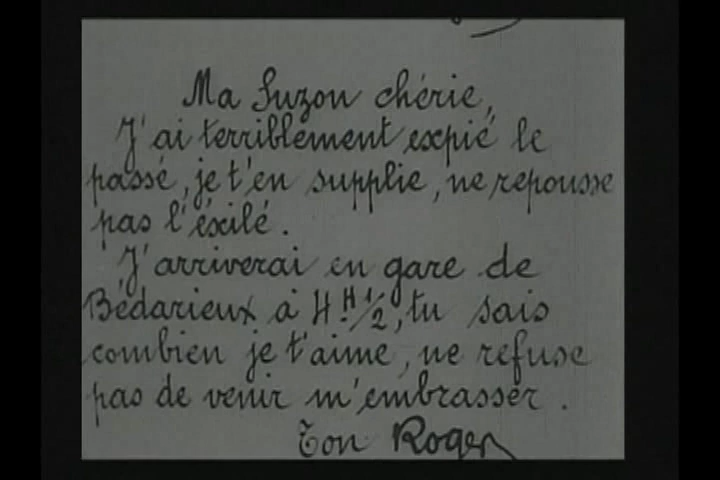 Ma Suzon chérie,
J'ai terriblement expié le
passé, je t'en supplie, ne repousse
pas l'éxilé.
J'arriverai en gare de
Bédarieux à 4H 1/2, tu sais
combien je t'aime, ne refuse
pas de venir m'embrasser.
Ton Roger